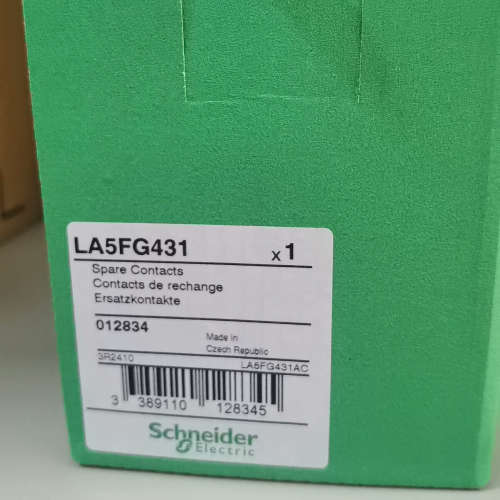 LA5FG431 x 1
Spare Contacts
Contacts de rechange
Ersatzkontakte
012834
Made in
Czech Republic
3R2410 LA5FG431AC
3 389110 128345
Schneider
Electric